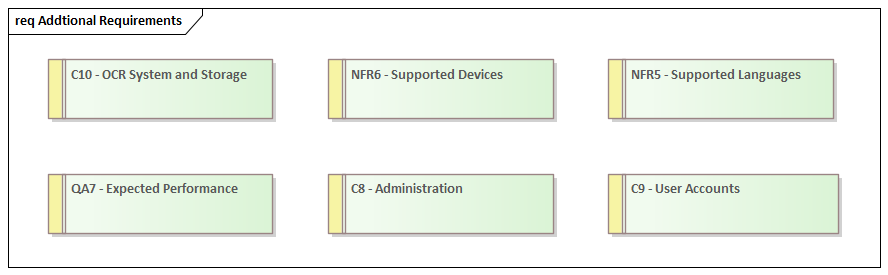 req Addtional Requirements
C10 - OCR System and Storage
NFR6 - Supported Devices
NFR5 - Supported Languages
QA7 - Expected Performance
C8 - Administration
C9 - User Accounts